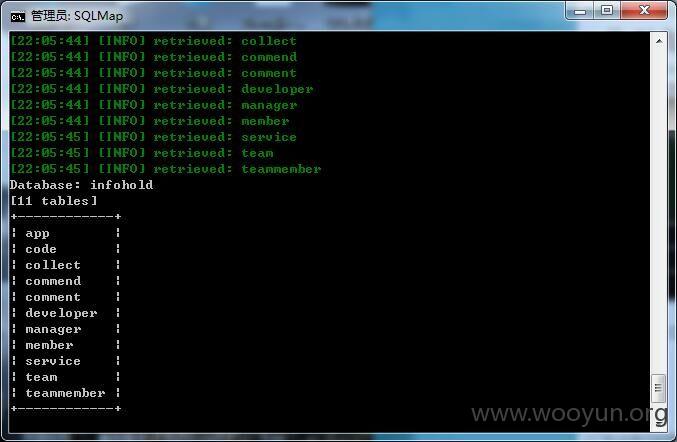 管理员: SQLMap
[22:05:44] [INFO] retrieved: collect
[22:05:44] [INFO] retrieved: commend
[22:05:44] [INFO] retrieved: comment
[22:05:44] [INFO] retrieved: developer
[22:05:44] [INFO] retrieved: manager
[22:05:44] [INFO] retrieved: member
[22:05:45] [INFO] retrieved: service
[22:05:45] [INFO] retrieved: team
[22:05:45] [INFO] retrieved: teammember
Database: infohold
[11 tables]
+------------+
| app        |
| code       |
| collect    |
| commend    |
| comment    |
| developer  |
| manager    |
| member     |
| service    |
| team       |
| teammember |
+------------+
www.wooyun.org